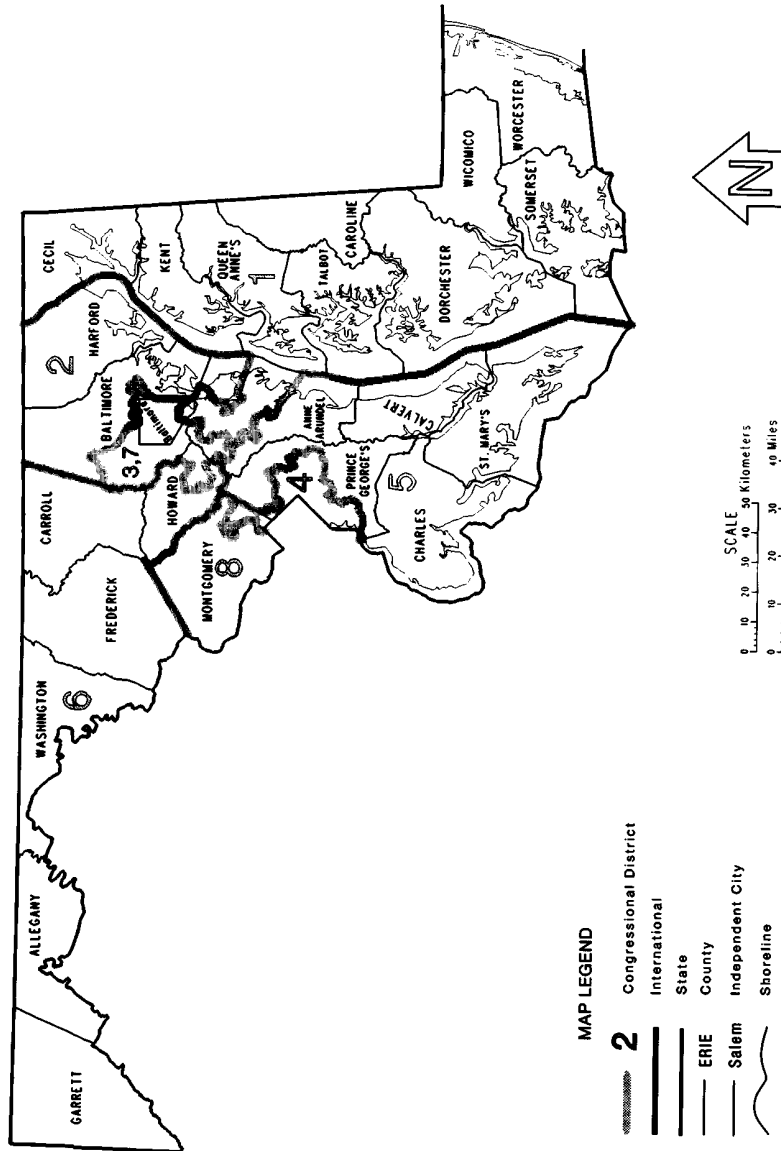 GARRETT
ALLEGANY
WASHINGTON
6
FREDERICK
CARROLL
BALTIMORE
3,7
Baltimore
HARFORD
2
CECIL
HOWARD
MONTGOMERY
8
KENT
QUEEN
ANNE'S
1
TALBOT
CAROLINE
ANNE
ARUNDEL
4
PRINCE
GEORGE'S
5
CALVERT
CHARLES
ST. MARY'S
DORCHESTER
WICOMICO
SOMERSET
WORCESTER
MAP LEGEND
2 Congressional District
International
State
ERIE County
Salem Independent City
Shoreline
SCALE
0 10 20 30 40 50 Kilometers
0 10 20 30 40 Miles
N